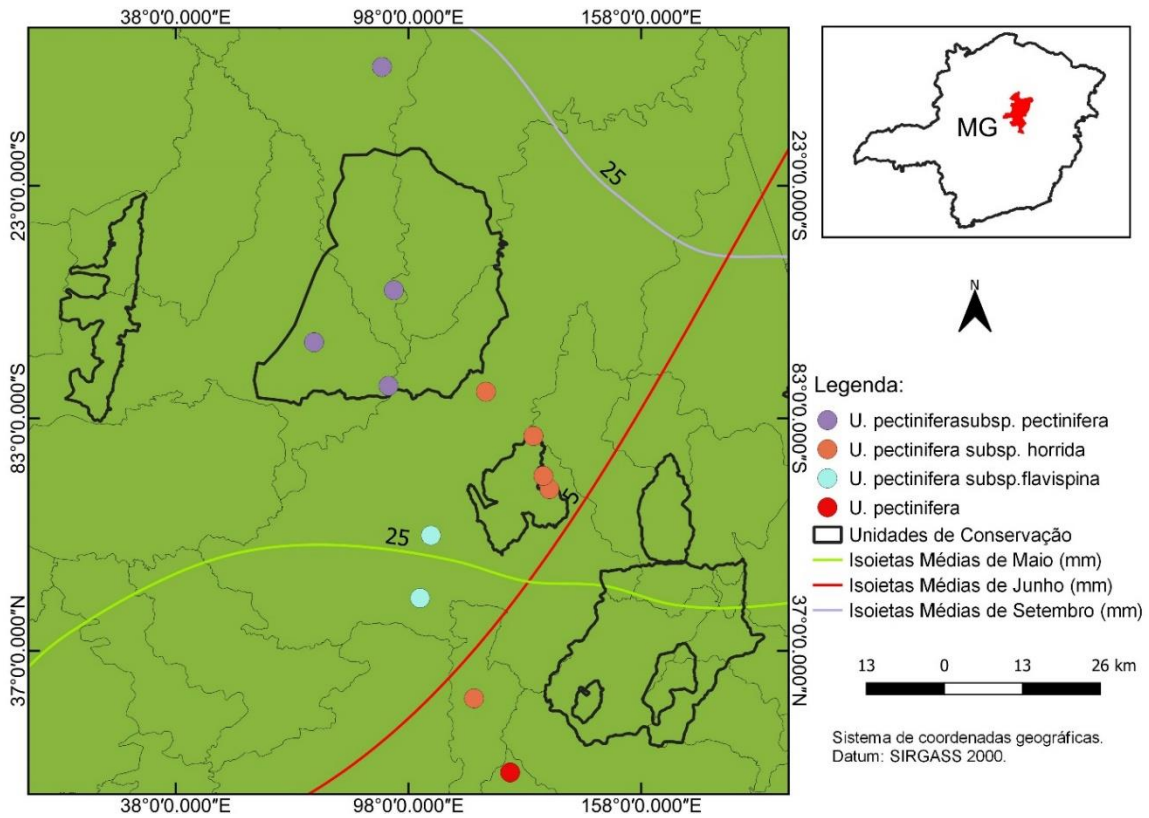 38°0'0.000"E 98°0'0.000"E 158°0'0.000"E
23°0'0.000"S
83°0'0.000"S
37°0'0.000"N
25
25
5
23°0'0.000"S
83°0'0.000"S
37°0'0.000"N
38°0'0.000"E 98°0'0.000"E 158°0'0.000"E
MG
N
Legenda:
U. pectiniferasubsp. pectinifera
U. pectinifera subsp. horrida
U. pectinifera subsp.flavispina
U. pectinifera
Unidades de Conservação
Isoietas Médias de Maio (mm)
Isoietas Médias de Junho (mm)
Isoietas Médias de Setembro (mm)
13 0 13 26 km
Sistema de coordenadas geográficas.
Datum: SIRGASS 2000.